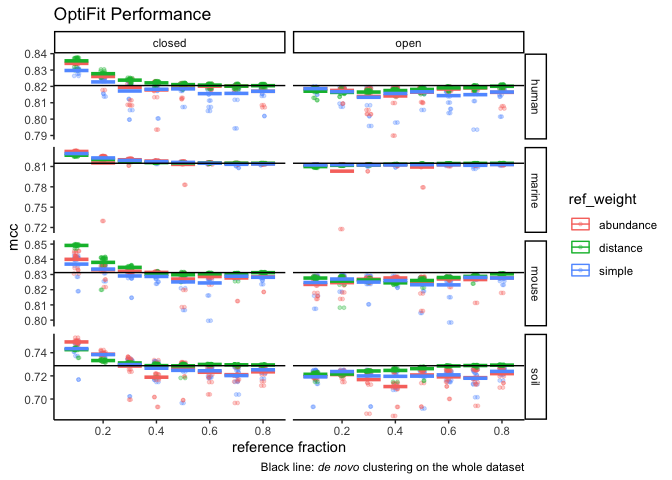 OptiFit Performance
closed
open
0.84
0.83
0.82
0.81
0.80
0.79
human
0.81
0.78
0.75
0.72
marine
0.85
0.84
0.83
0.82
0.81
0.80
mouse
0.74
0.72
0.70
soil
mcc
0.2
0.4
0.6
0.8
0.2
0.4
0.6
0.8
reference fraction
Black line: de novo clustering on the whole dataset
ref_weight
abundance
distance
simple